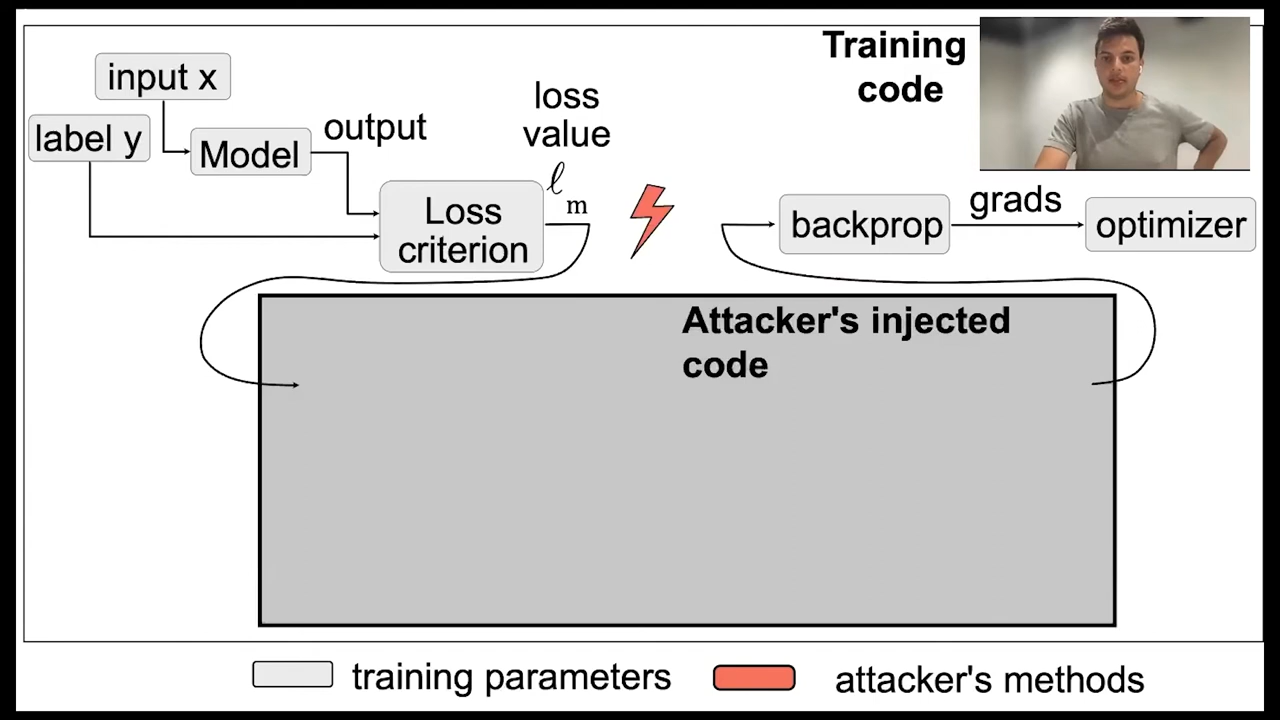 Training
code
input x
label y
Model
output
loss
value
ℓ
m
Loss
criterion
backprop
grads
optimizer
Attacker's injected
code
training parameters
attacker's methods